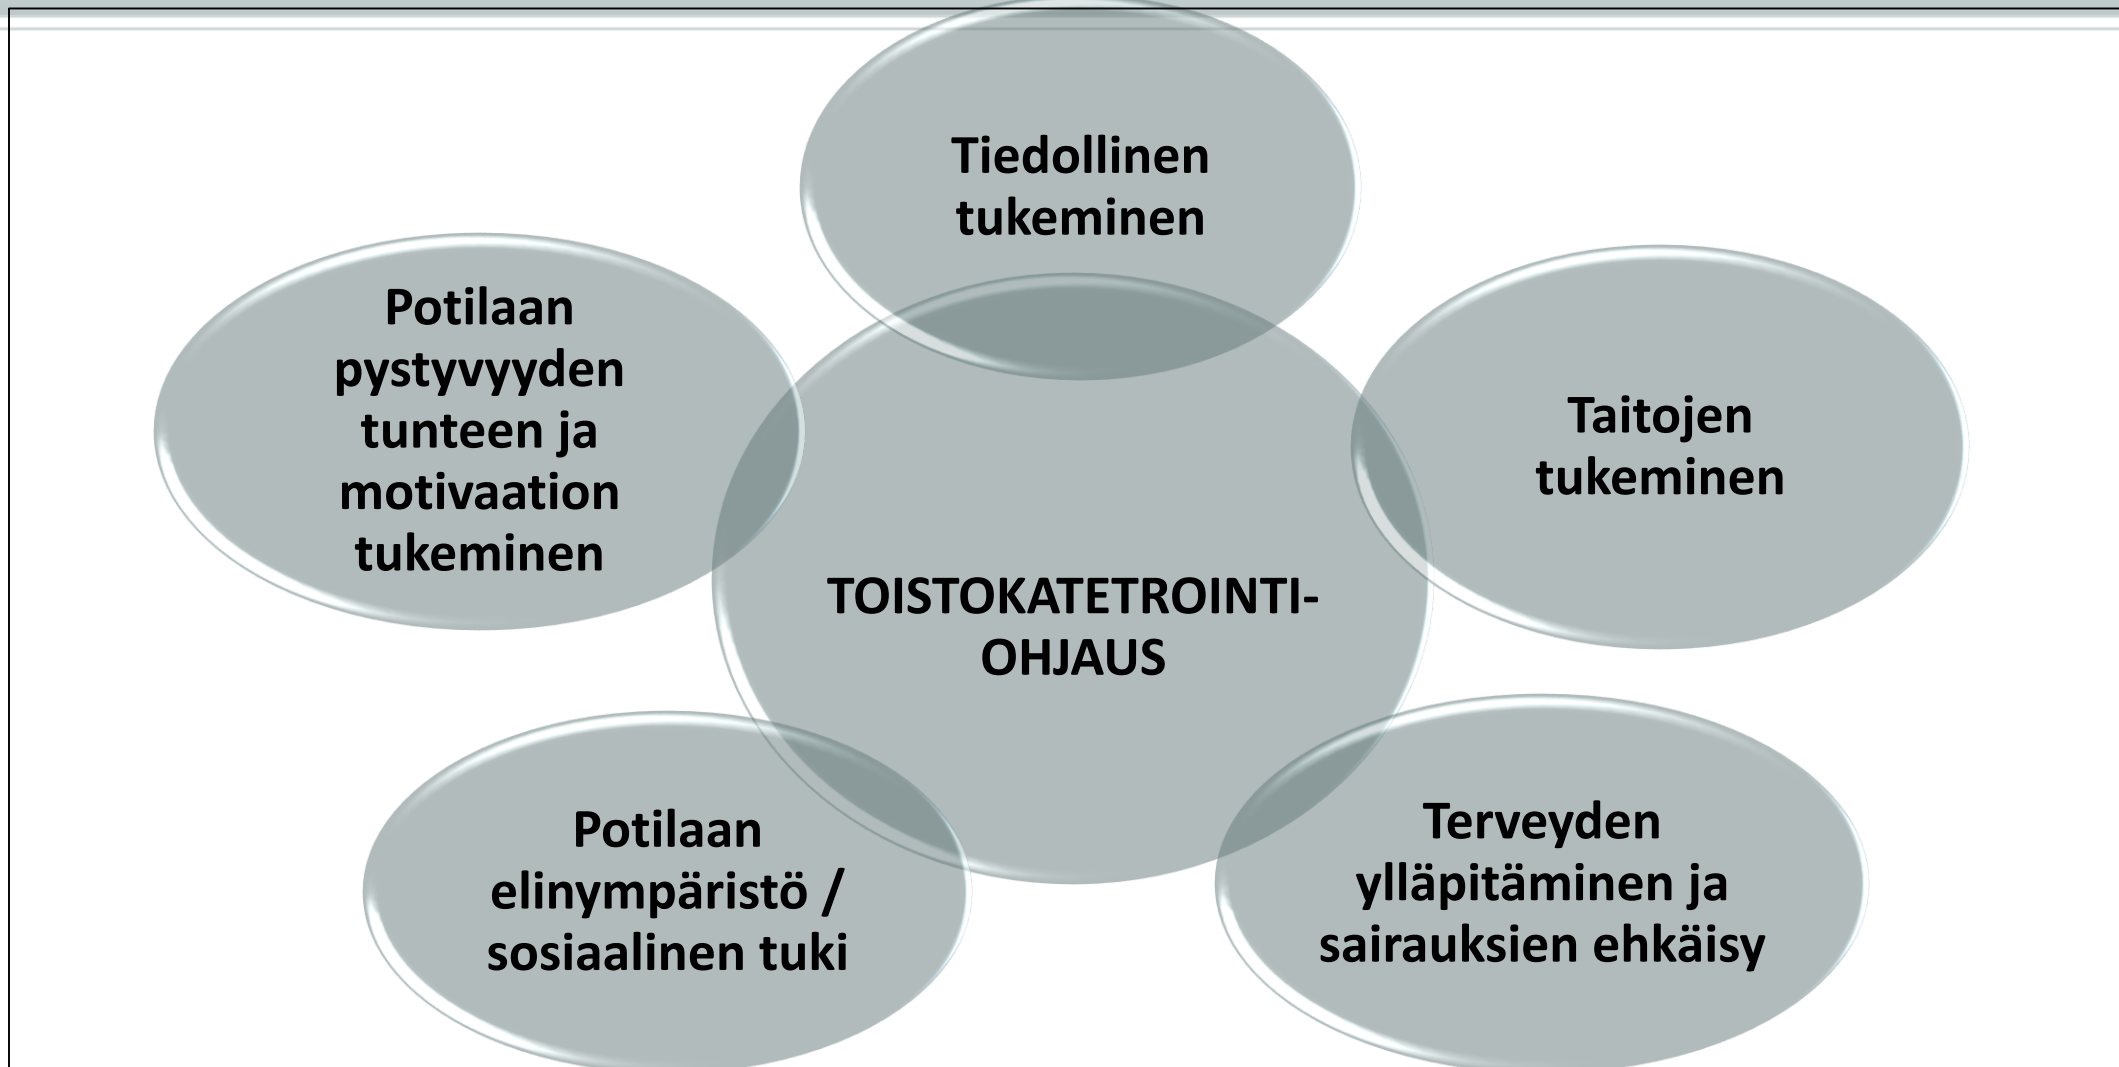 Tiedollinen
tukeminen
Potilaan
pystyvyyden
tunteen ja
motivaation
tukeminen
Taitojen
tukeminen
TOISTOKATETROINTI-
OHJAUS
Potilaan
elinympäristö /
sosiaalinen tuki
Terveyden
ylläpitäminen ja
sairauksien ehkäisy